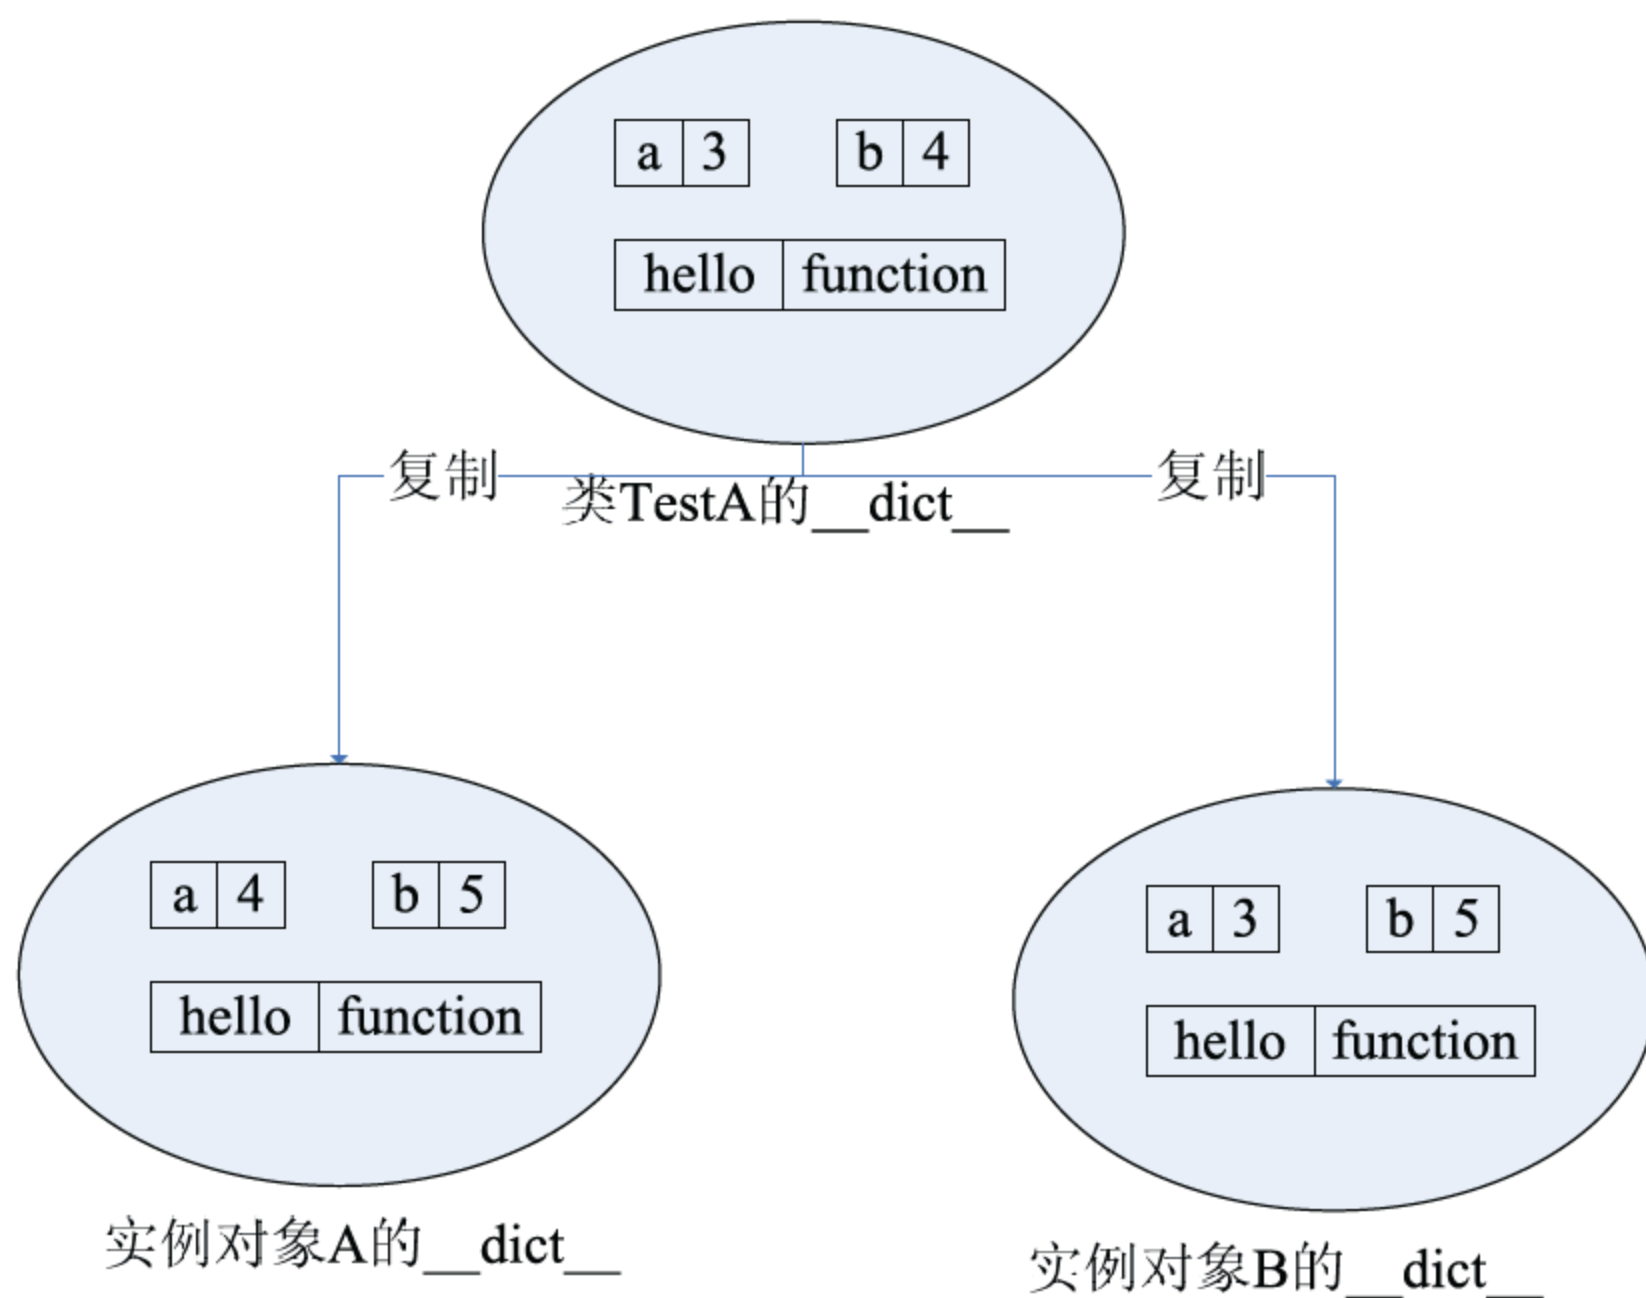 a 3 b 4
hello function
复制 复制
类TestA的__dict__
a 4 b 5
hello function
a 3 b 5
hello function
实例对象A的__dict__
实例对象B的__dict__